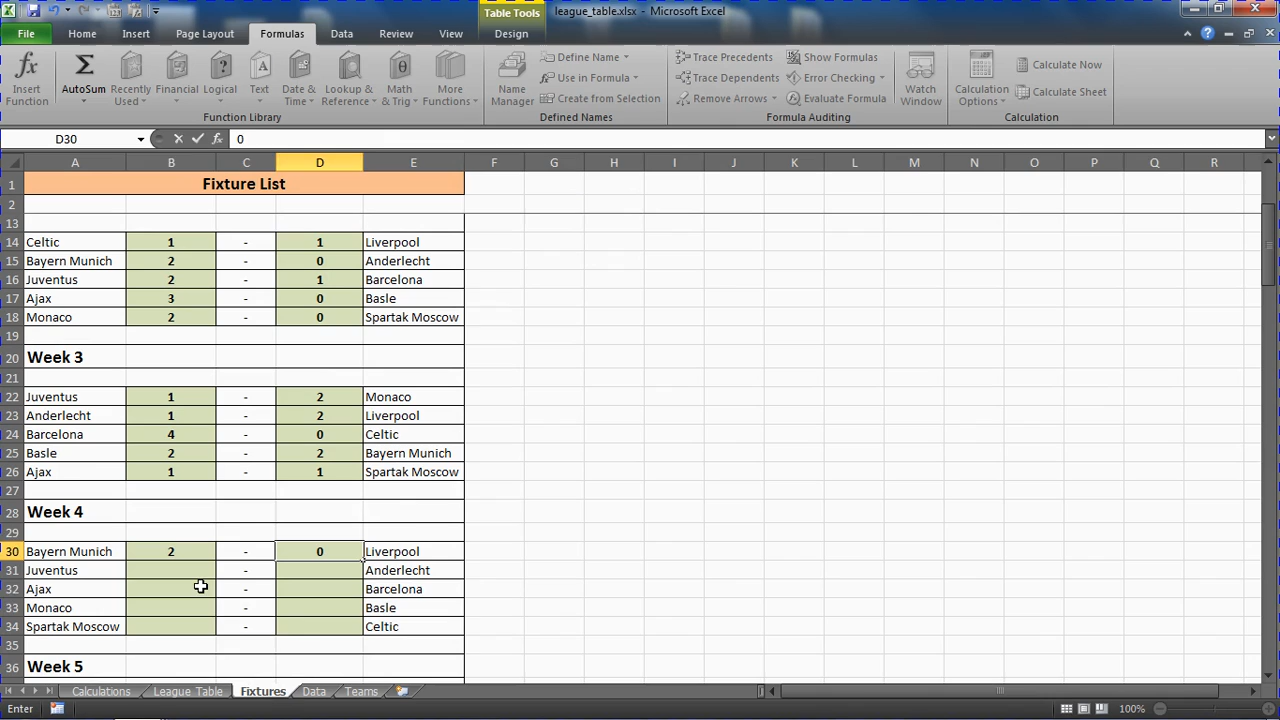 Table Tools
league_table.xlsx - Microsoft Excel
File Home Insert Page Layout Formulas Data Review View Design
Insert Function
AutoSum
Recently Used
Financial
Logical
Text
Date & Time
Lookup & Reference
Math & Trig
More Functions
Function Library
Name Manager
Define Name
Use in Formula
Create from Selection
Defined Names
Trace Precedents
Trace Dependents
Remove Arrows
Show Formulas
Error Checking
Evaluate Formula
Formula Auditing
Watch Window
Calculation Options
Calculate Now
Calculate Sheet
Calculation
D30 fx 0
A B C D E F G H I J K L M N O P Q R
1 Fixture List
2
13
14 Celtic 1 - 1 Liverpool
15 Bayern Munich 2 - 0 Anderlecht
16 Juventus 2 - 1 Barcelona
17 Ajax 3 - 0 Basle
18 Monaco 2 - 0 Spartak Moscow
19
20 Week 3
21
22 Juventus 1 - 2 Monaco
23 Anderlecht 1 - 2 Liverpool
24 Barcelona 4 - 0 Celtic
25 Basle 2 - 2 Bayern Munich
26 Ajax 1 - 1 Spartak Moscow
27
28 Week 4
29
30 Bayern Munich 2 - 0 Liverpool
31 Juventus - Anderlecht
32 Ajax - Barcelona
33 Monaco - Basle
34 Spartak Moscow - Celtic
35
36 Week 5
Calculations League Table Fixtures Data Teams
Enter 100%